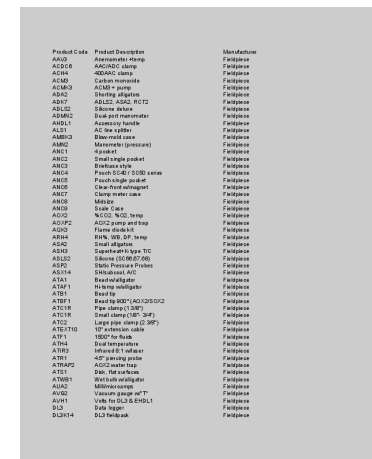 Product Code Product Description Manufacturer
AAV3 Anemometer +temp Fieldpiece
ACDC6 AAC/ADC clamp Fieldpiece
ACH4 400AAC clamp Fieldpiece
ACM3 Carbon monoxide Fieldpiece
ACMK3 ACM3 + pump Fieldpiece
ADA2 Shorting alligators Fieldpiece
ADK7 ADLS2, ASA2, RCT2 Fieldpiece
ADLS2 Silicone deluxe Fieldpiece
ADMN2 Dual port manometer Fieldpiece
AHDL1 Accessory handle Fieldpiece
ALS1 AC line splitter Fieldpiece
AMBK3 Blow-mold case Fieldpiece
AMN2 Manometer (pressure) Fieldpiece
ANC1 4 pocket Fieldpiece
ANC2 Small single pocket Fieldpiece
ANC3 Briefcase style Fieldpiece
ANC4 Pouch SC40 / SC50 series Fieldpiece
ANC5 Pouch single pocket Fieldpiece
ANC6 Clear-front w/magnet Fieldpiece
ANC7 Clamp meter case Fieldpiece
ANC8 Midsize Fieldpiece
ANC9 Scale Case Fieldpiece
AOX2 %CO2, %O2, temp Fieldpiece
AOXP2 AOX2 pump and trap Fieldpiece
AQK3 Flame diode kit Fieldpiece
ARH4 RH%, WB, DP, temp Fieldpiece
ASA2 Small alligators Fieldpiece
ASH3 Superheat+K-type T/C Fieldpiece
ASLS2 Silicone (SC66,67,68) Fieldpiece
ASP2 Static Pressure Probes Fieldpiece
ASX14 SH/subcool, A/C Fieldpiece
ATA1 Bead w/alligator Fieldpiece
ATAF1 Hi-temp w/alligator Fieldpiece
ATB1 Bead tip Fieldpiece
ATBF1 Bead tip 900° (AOX2/SOX2 Fieldpiece
ATC1R Pipe clamp (1 3/8") Fieldpiece
ATC1R Small clamp (1/8"- 3/4") Fieldpiece
ATC2 Large pipe clamp (2 3/8") Fieldpiece
ATEXT10 10" extension cable Fieldpiece
ATF1 1500° for fluids Fieldpiece
ATH4 Dual temperature Fieldpiece
ATIR3 Infrared 8:1 w/laser Fieldpiece
ATR1 4.5" piercing probe Fieldpiece
ATRAP2 AOX2 water trap Fieldpiece
ATS1 Disk, flat surfaces Fieldpiece
ATWB1 Wet bulb w/alligator Fieldpiece
AUA2 Milli/microamps Fieldpiece
AVG2 Vacuum gauge w/"T" Fieldpiece
AVH1 Volts for DL3 & EHDL1 Fieldpiece
DL3 Data logger Fieldpiece
DL3K14 DL3 fieldpack Fieldpiece